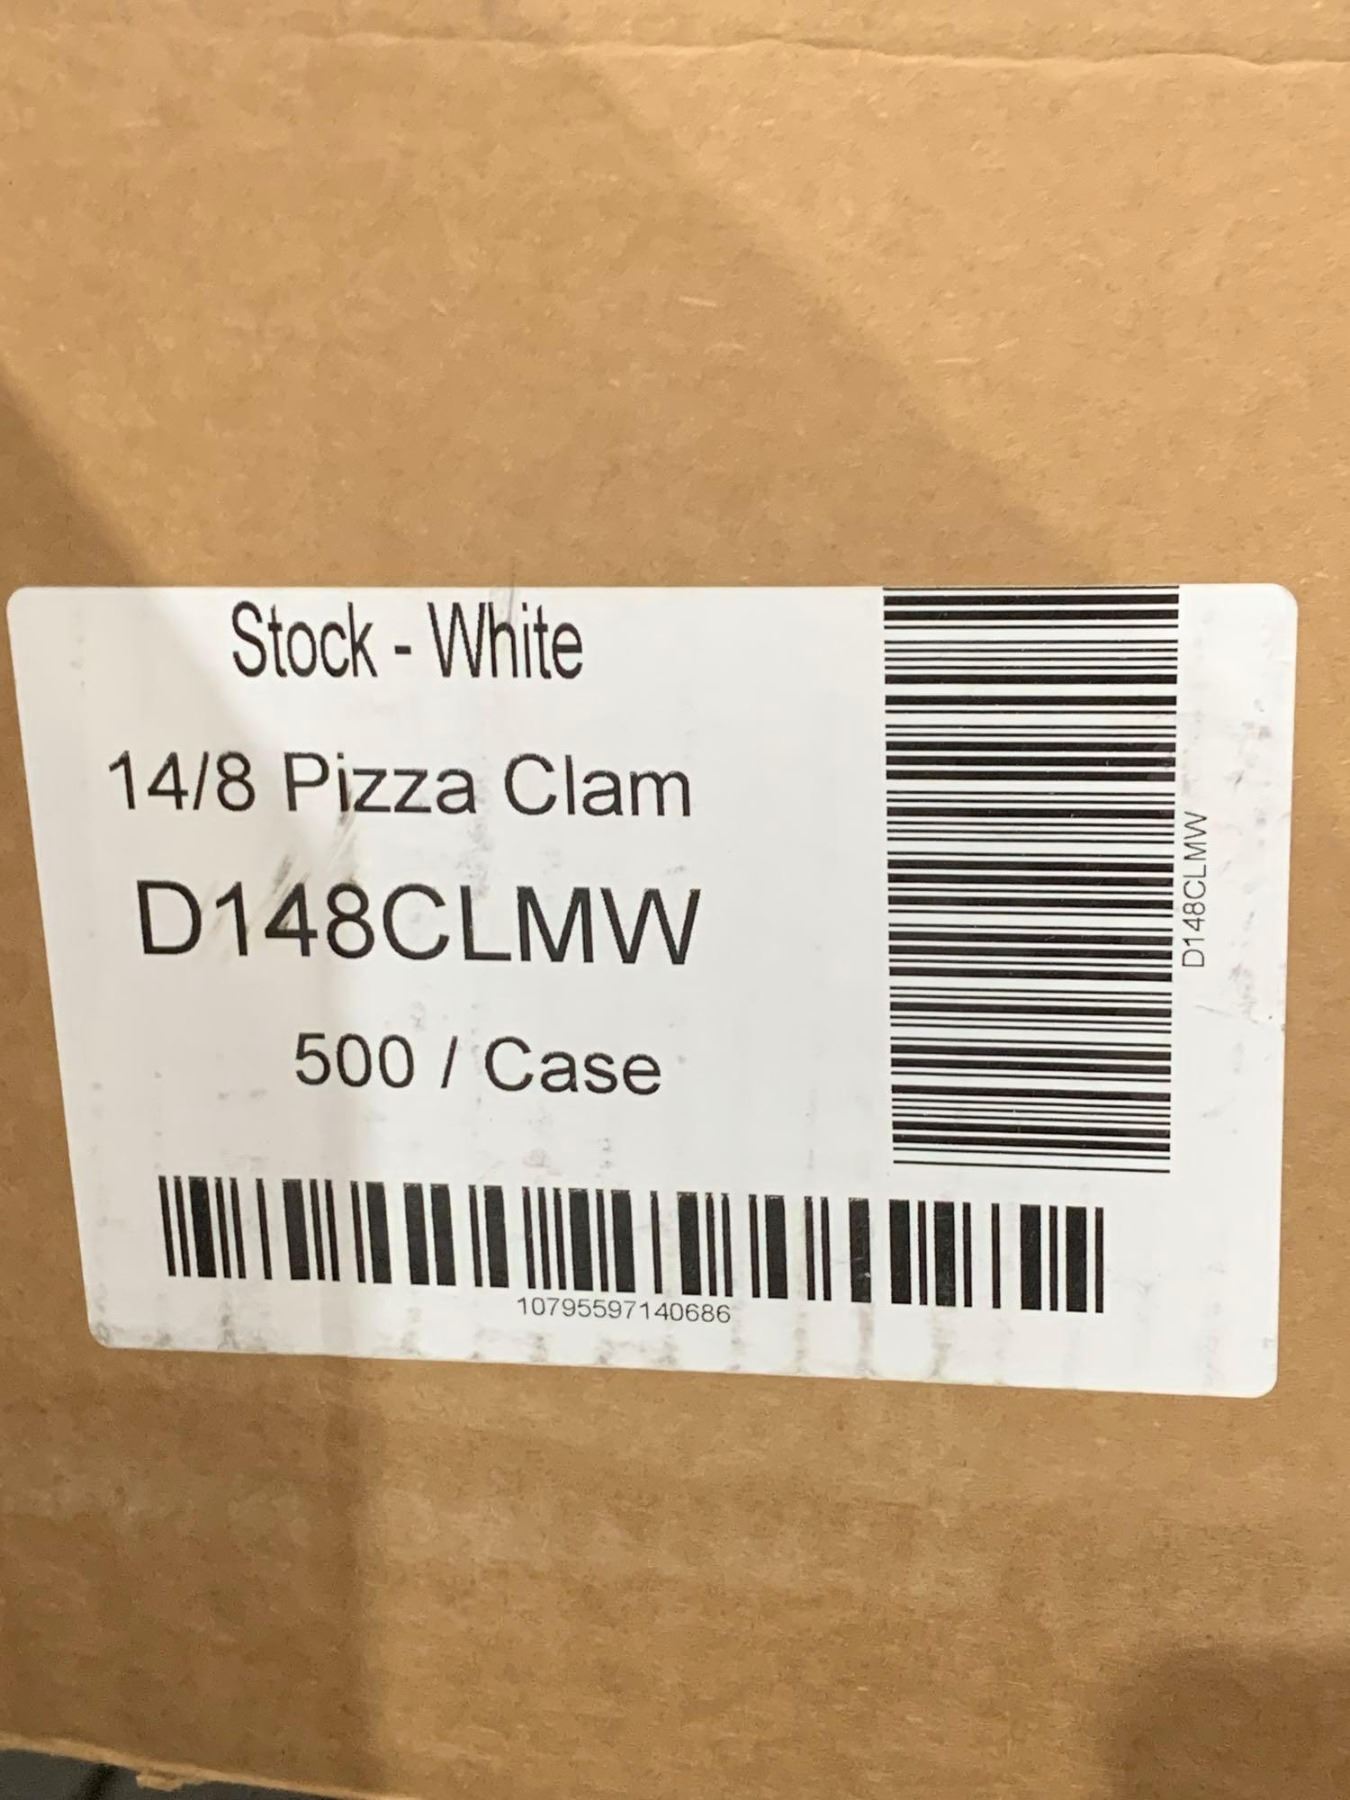 Stock - White
14/8 Pizza Clam
D148CLMW
500 / Case
D148CLMW
10795597140686